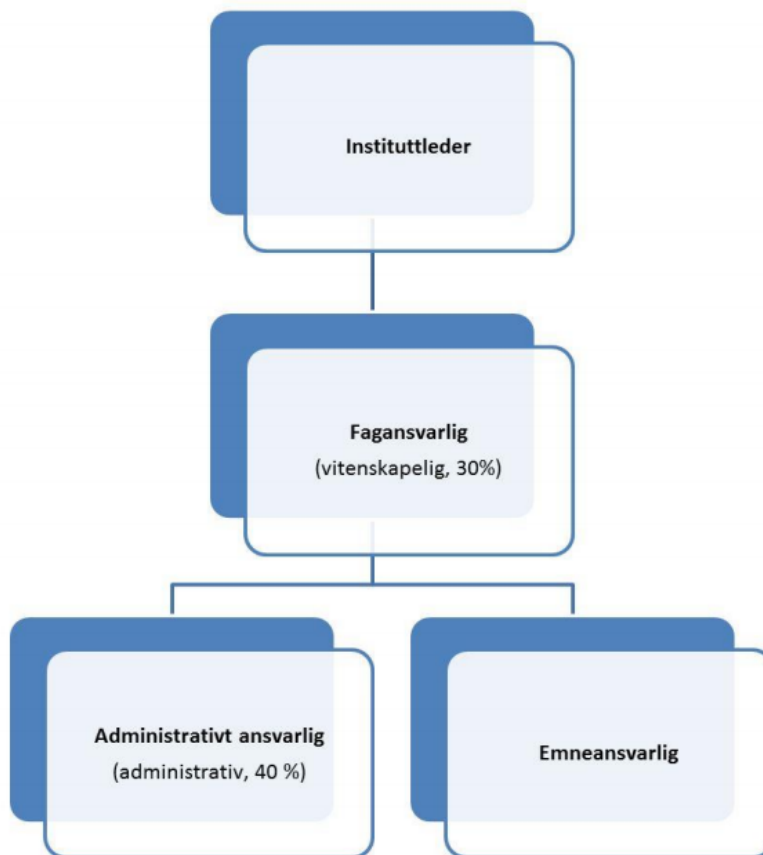 Instituttleder
Fagansvarlig
(vitenskapelig, 30%)
Administrativt ansvarlig
(administrativ, 40 %)
Emneansvarlig